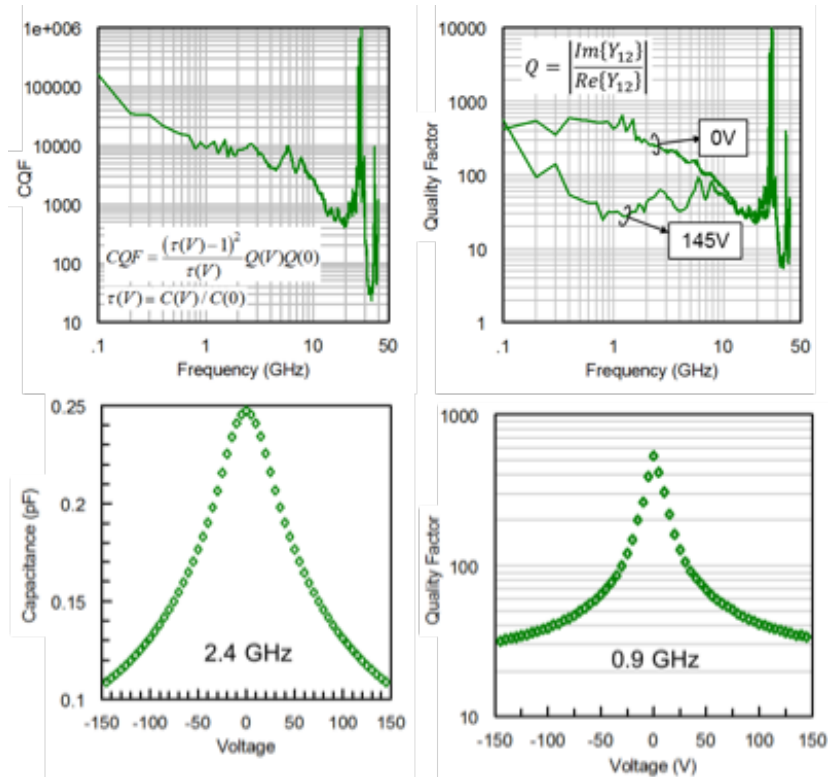 1e+006
100000
10000
1000
100
10
CQF
CQF = (τ(V)−1)² / τ(V) Q(V)Q(0)
τ(V) = C(V) / C(0)
.1 1 10 50
Frequency (GHz)
10000
1000
100
10
1
Quality Factor
Q = |Im{Y₁₂} / Re{Y₁₂}|
0V
145V
.1 1 10 50
Frequency (GHz)
0.25
0.2
0.15
0.1
Capacitance (pF)
2.4 GHz
-150 -100 -50 0 50 100 150
Voltage
1000
100
10
Quality Factor
0.9 GHz
-150 -100 -50 0 50 100 150
Voltage (V)